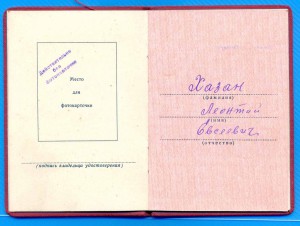 Действительно
без
фотокарточки
Место
для
фотокарточки
(подпись владельца удостоверения)
Хазан
(фамилия)
Леонтий
(имя)
Евсеевич
(отчество)